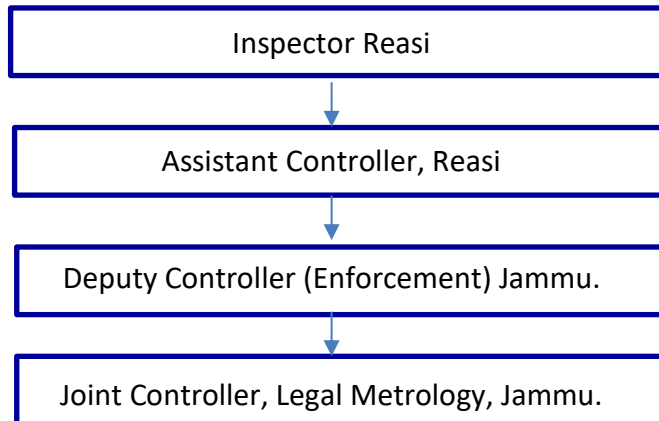 Inspector Reasi
Assistant Controller, Reasi
Deputy Controller (Enforcement) Jammu.
Joint Controller, Legal Metrology, Jammu.